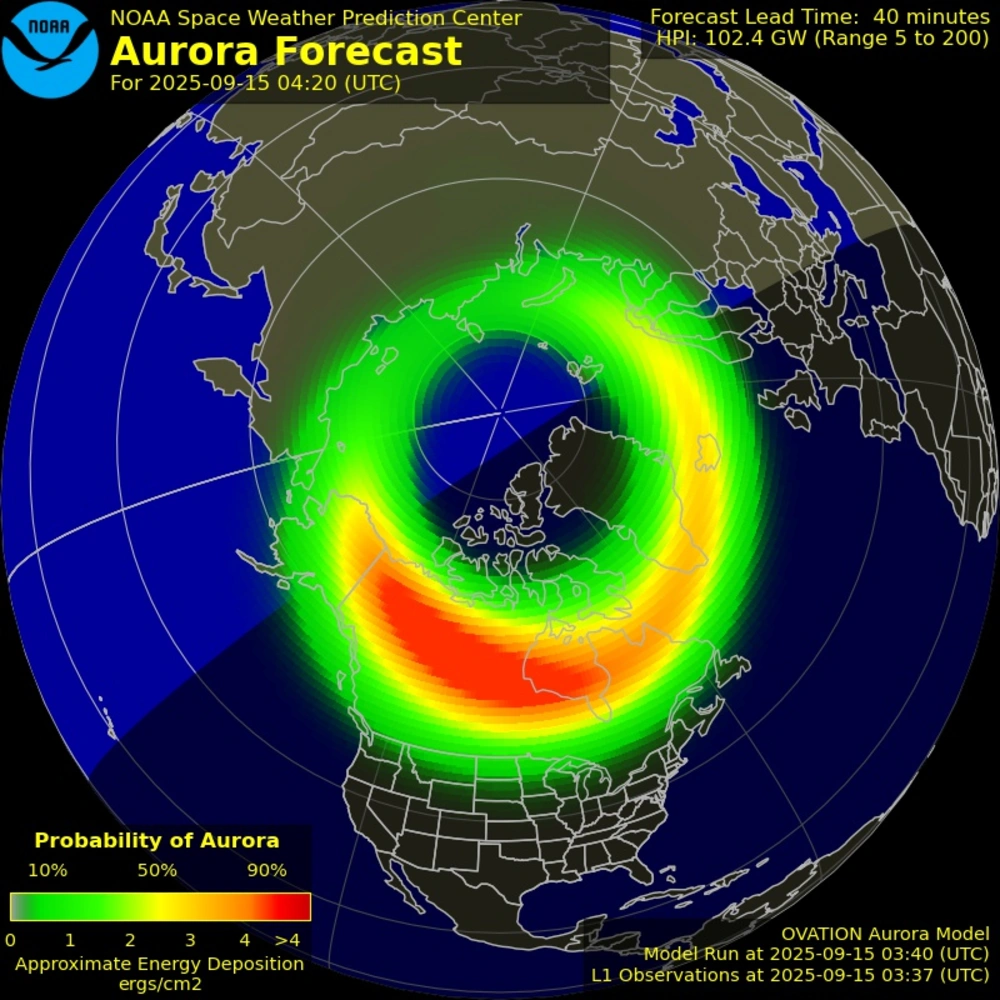 NOAA
NOAA Space Weather Prediction Center
Aurora Forecast
For 2025-09-15 04:20 (UTC)
Forecast Lead Time: 40 minutes
HPI: 102.4 GW (Range 5 to 200)
Probability of Aurora
10% 50% 90%
0 1 2 3 4 >4
Approximate Energy Deposition
ergs/cm2
OVATION Aurora Model
Model Run at 2025-09-15 03:40 (UTC)
L1 Observations at 2025-09-15 03:37 (UTC)